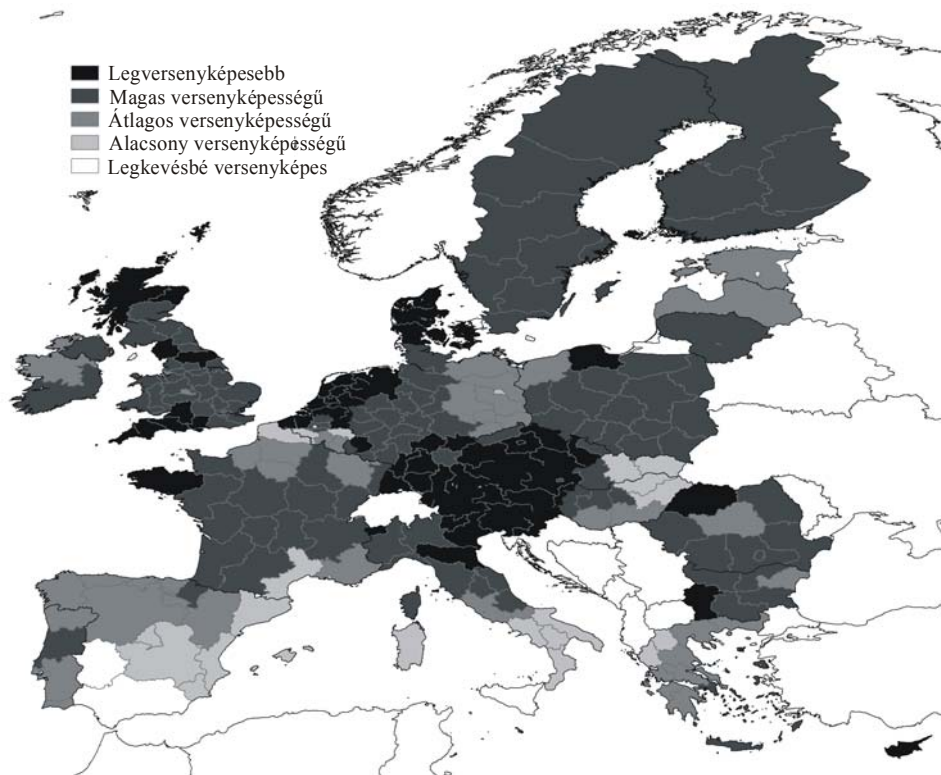 Legversenyképesebb
Magas versenyképességű
Átlagos versenyképességű
Alacsony versenyképességű
Legkevésbé versenyképes